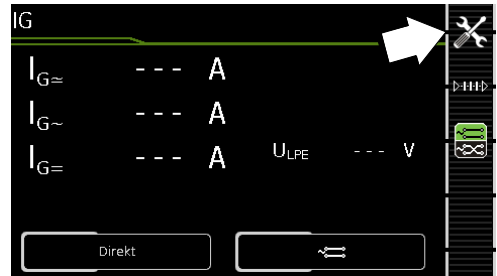 IG
IG≂ --- A
IG~ --- A
IG= --- A
ULPE --- V
Direkt